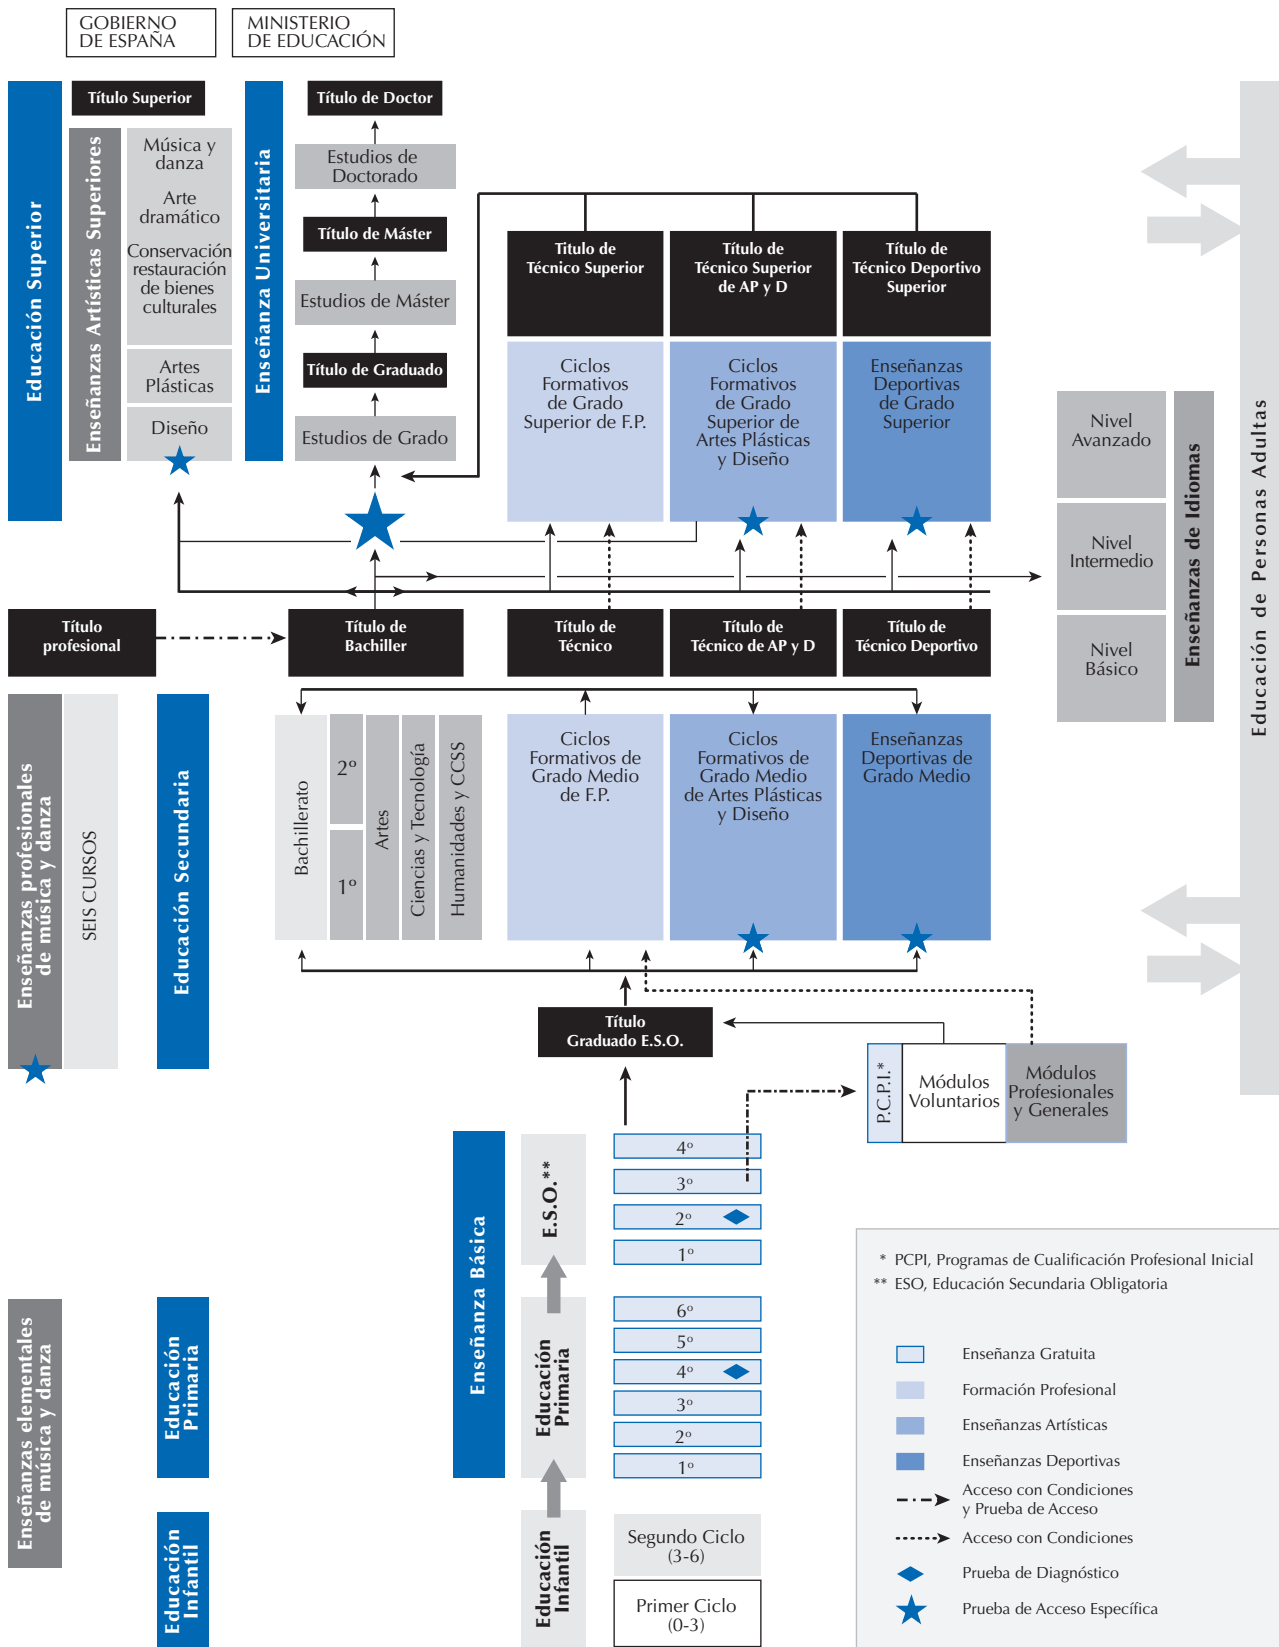 GOBIERNO
DE ESPAÑA
MINISTERIO
DE EDUCACIÓN
Educación Superior
Título Superior
Enseñanzas Artísticas Superiores
Música y
danza
Arte
dramático
Conservación
restauración
de bienes
culturales
Artes
Plásticas
Diseño
Enseñanza Universitaria
Título de Doctor
Estudios de
Doctorado
Título de Máster
Estudios de Máster
Título de Graduado
Estudios de Grado
Titulo de
Técnico Superior
Título de
Técnico Superior
de AP y D
Título de
Técnico Deportivo
Superior
Ciclos
Formativos
de Grado
Superior de F.P.
Ciclos
Formativos
de Grado
Superior de
Artes Plásticas
y Diseño
Enseñanzas
Deportivas
de Grado
Superior
Nivel
Avanzado
Nivel
Intermedio
Nivel
Básico
Enseñanzas de Idiomas
Educación de Personas Adultas
Título
profesional
Título de
Bachiller
Título de
Técnico
Título de
Técnico de AP y D
Título de
Técnico Deportivo
Enseñanzas profesionales
de música y danza
SEIS CURSOS
Educación Secundaria
Bachillerato
2º
1º
Artes
Ciencias y Tecnología
Humanidades y CCSS
Ciclos
Formativos de
Grado Medio
de F.P.
Ciclos
Formativos de
Grado Medio
de Artes Plásticas
y Diseño
Enseñanzas
Deportivas de
Grado Medio
Título
Graduado E.S.O.
P.C.P.I.*
Módulos
Voluntarios
Módulos
Profesionales
y Generales
Enseñanza Básica
E.S.O.**
4º
3º
2º
1º
Enseñanzas elementales
de música y danza
Educación
Primaria
Educación
Primaria
6º
5º
4º
3º
2º
1º
Educación
Infantil
Educación
Infantil
Segundo Ciclo
(3-6)
Primer Ciclo
(0-3)
* PCPI, Programas de Cualificación Profesional Inicial
** ESO, Educación Secundaria Obligatoria
Enseñanza Gratuita
Formación Profesional
Enseñanzas Artísticas
Enseñanzas Deportivas
Acceso con Condiciones
y Prueba de Acceso
Acceso con Condiciones
Prueba de Diagnóstico
Prueba de Acceso Específica